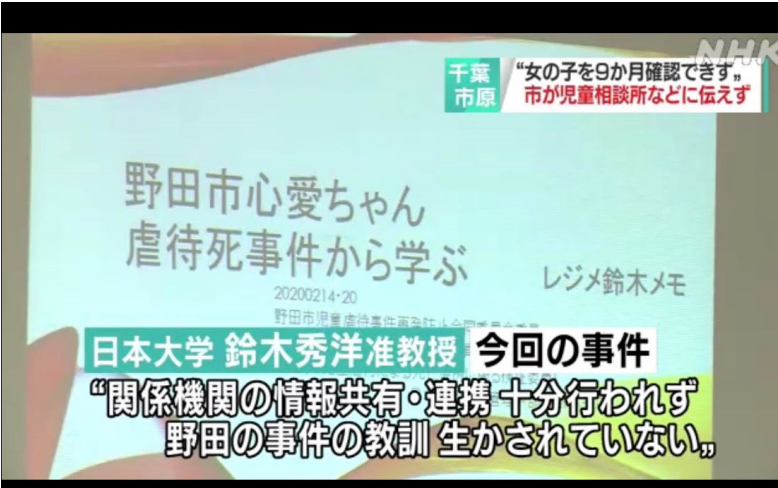 NHK
千葉
市原
“女の子を9か月確認できず„
市が児童相談所などに伝えず
野田市心愛ちゃん
虐待死事件から学ぶ
レジメ鈴木メモ
20200214・20
日本大学 鈴木秀洋准教授
今回の事件
“関係機関の情報共有・連携 十分行われず
野田の事件の教訓 生かされていない„